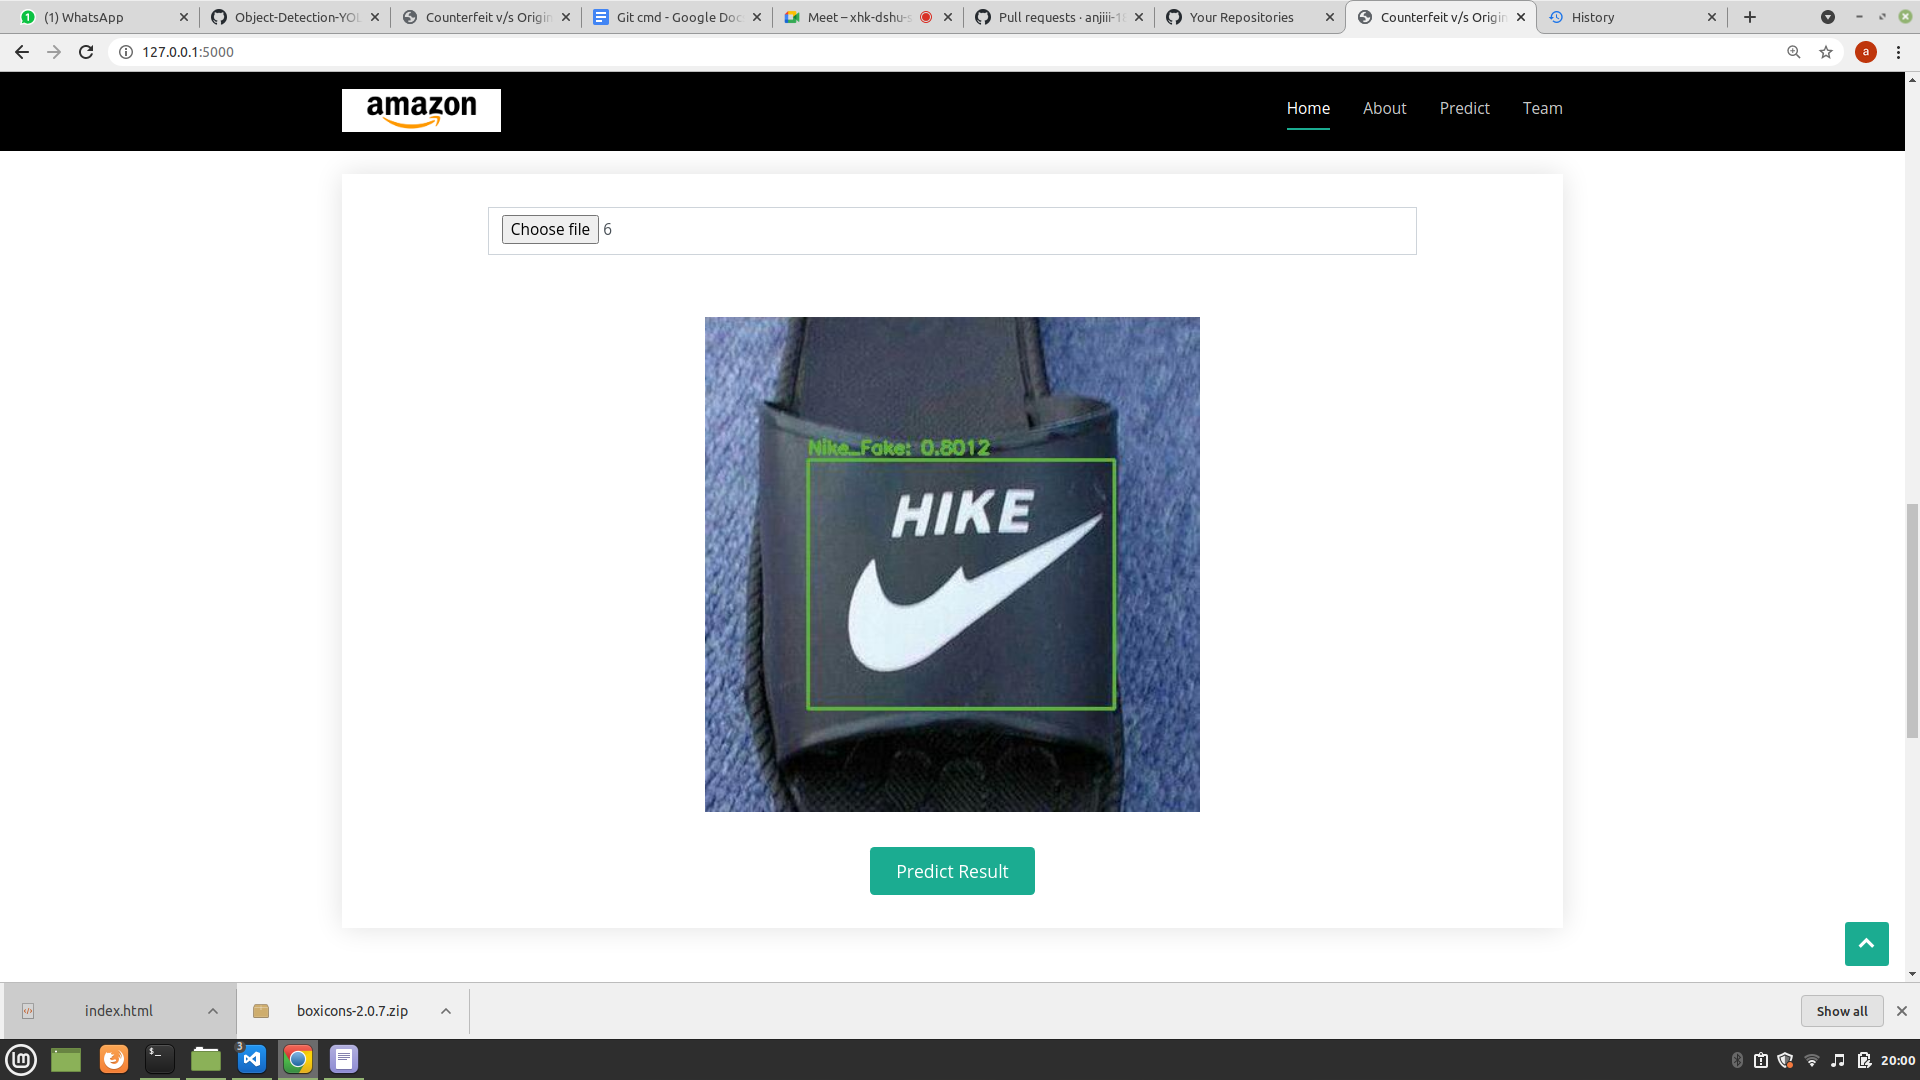 (1) WhatsApp
Object-Detection-YOL
Counterfeit v/s Origin
Git cmd - Google Doc
Meet – xhk-dshu-s
Pull requests · anjiii-18
Your Repositories
Counterfeit v/s Origin
History
127.0.0.1:5000
a
amazon
Home
About
Predict
Team
Choose file 6
Nike_Fake: 0.8012
HIKE
Predict Result
index.html
boxicons-2.0.7.zip
Show all
3
20:00